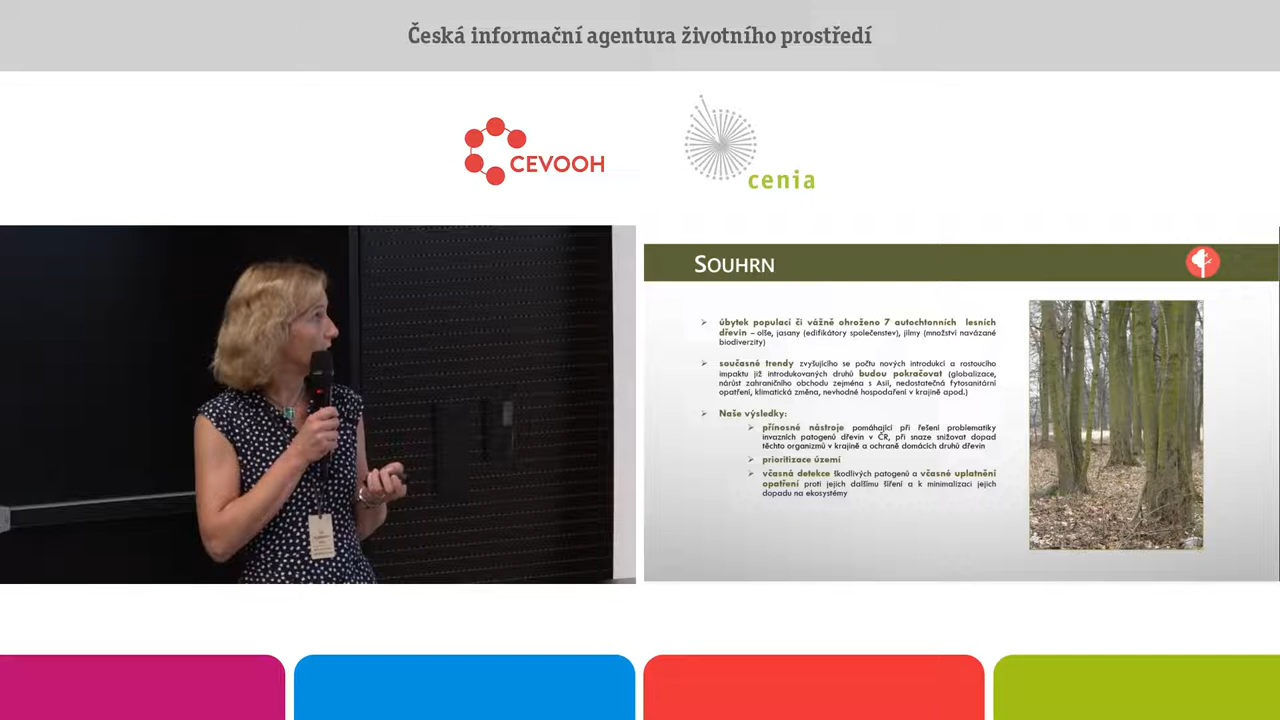 Česká informační agentura životního prostředí
CEVOOH
cenia
SOUHRN
úbytek populací či vážně ohroženo 7 autochtonních lesních
dřevin – olše, jasany (edifikátory společenstev), jilmy (množství navázané
biodiverzity)
současné trendy zvyšujícího se počtu nových introdukcí a rostoucího
impaktu již introdukovaných druhů budou pokračovat (globalizace,
nárůst zahraničního obchodu zejména s Asií, nedostatečná fytosanitární
opatření, klimatická změna, nevhodné hospodaření v krajině apod.)
Naše výsledky:
přínosné nástroje pomáhající při řešení problematiky
invazních patogenů dřevin v ČR, při snaze snižovat dopad
těchto organizmů v krajině a ochraně domácích druhů dřevin
prioritizace území
včasná detekce škodlivých patogenů a včasné uplatnění
opatření proti jejich dalšímu šíření a k minimalizaci jejich
dopadu na ekosystémy